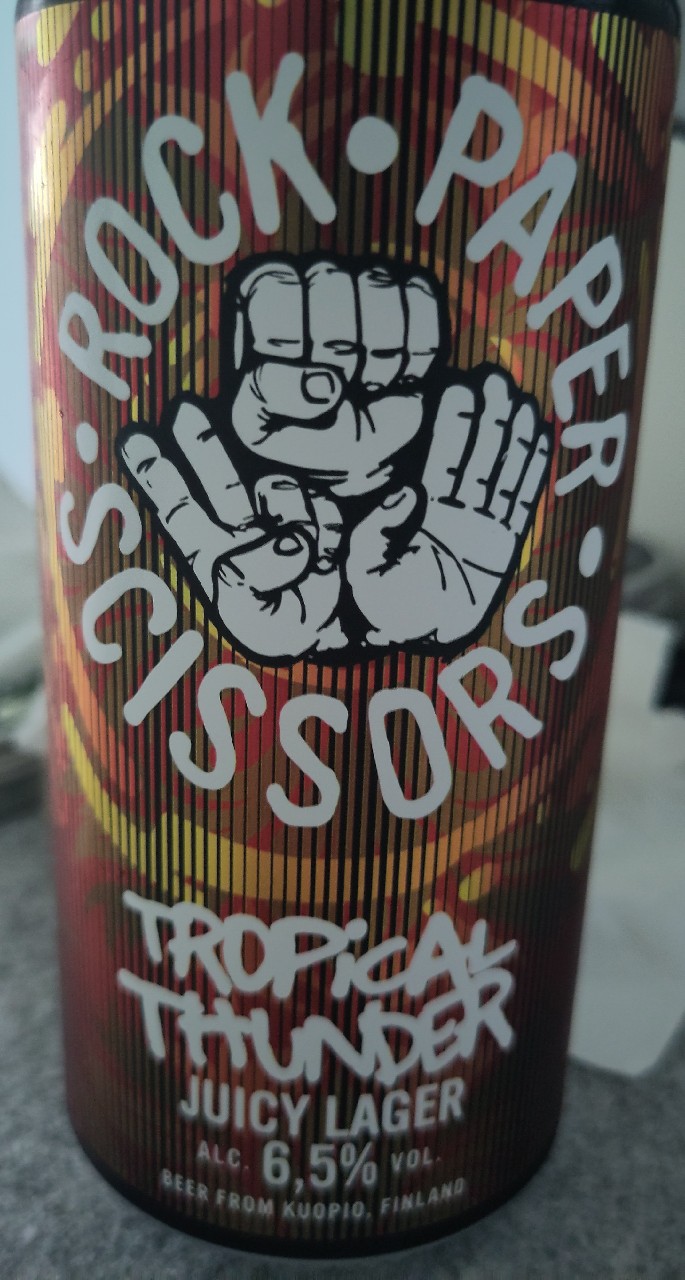 ROCK • PAPER • SCISSORS •
TROPiCAL
THUNDER
JUICY LAGER
ALC. 6,5% VOL.
BEER FROM KUOPIO, FINLAND